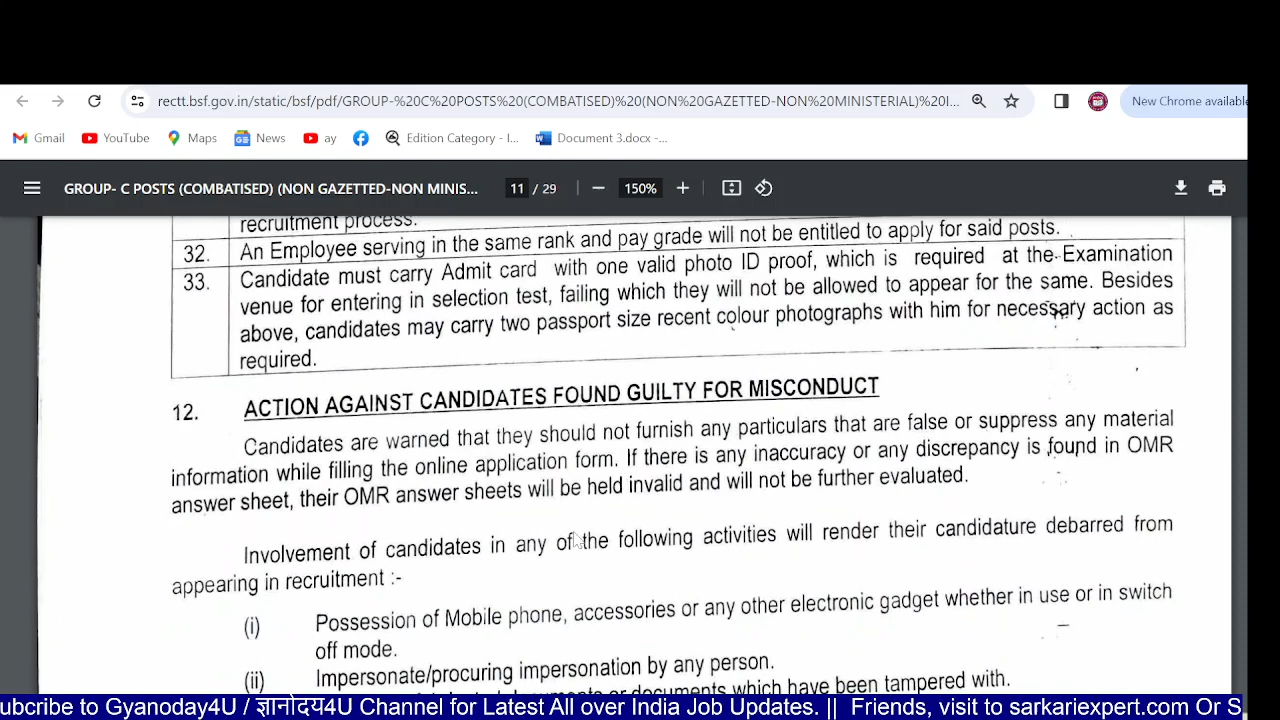 rectt.bsf.gov.in/static/bsf/pdf/GROUP-%20C%20POSTS%20(COMBATISED)%20(NON%20GAZETTED-NON%20MINISTERIAL)%20I...
New Chrome available
Gmail YouTube Maps News ay Edition Category - I... Document 3.docx -...
GROUP- C POSTS (COMBATISED) (NON GAZETTED-NON MINIS... 11 / 29 150%
recruitment process.
32. An Employee serving in the same rank and pay grade will not be entitled to apply for said posts.
33. Candidate must carry Admit card with one valid photo ID proof, which is required at the Examination
venue for entering in selection test, failing which they will not be allowed to appear for the same. Besides
above, candidates may carry two passport size recent colour photographs with him for necessary action as
required.
12. ACTION AGAINST CANDIDATES FOUND GUILTY FOR MISCONDUCT
Candidates are warned that they should not furnish any particulars that are false or suppress any material
information while filling the online application form. If there is any inaccuracy or any discrepancy is found in OMR
answer sheet, their OMR answer sheets will be held invalid and will not be further evaluated.
Involvement of candidates in any of the following activities will render their candidature debarred from
appearing in recruitment :-
(i) Possession of Mobile phone, accessories or any other electronic gadget whether in use or in switch
off mode.
(ii) Impersonate/procuring impersonation by any person.
documents or documents which have been tampered with.
ubcribe to Gyanoday4U / ज्ञानोदय4U Channel for Latest All over India Job Updates. || Friends, visit to sarkariexpert.com Or S